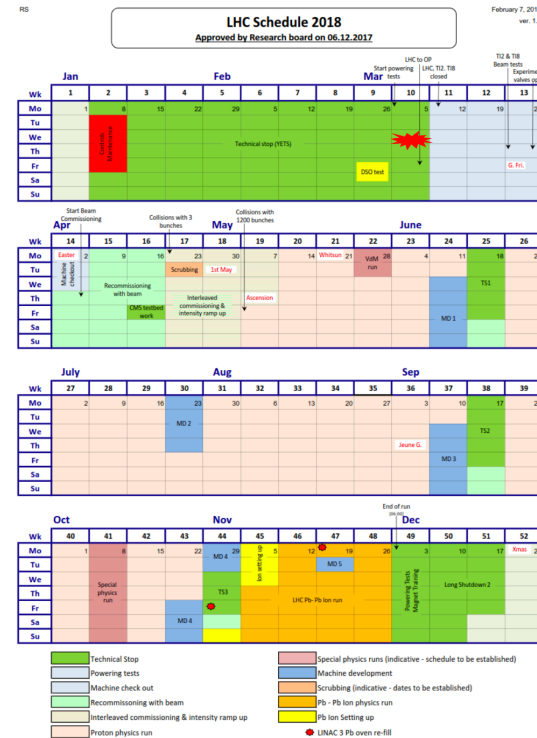 RS
February 7, 201
ver. 1.
LHC Schedule 2018
Approved by Research board on 06.12.2017
LHC to OP
TI2 & TI8
Beam tests
Start powering tests
LHC, TI2. TI8 closed
Experime
valves op
Jan Feb Mar
Wk 1 2 3 4 5 6 7 8 9 10 11 12 13
Mo 1 8 15 22 29 5 12 19 26 5 12 19 2
Tu
We Technical stop (YETS)
Th Maintenance
Fr DSO test G. Fri.
Sa
Su
Start Beam Commissioning
Collisions with 3 bunches
Collisions with 1200 bunches
Apr May June
Wk 14 15 16 17 18 19 20 21 22 23 24 25 26
Mo Easter 2 9 16 23 30 7 14 Whitsun 21 28 4 11 18 2
Tu Machine checkout Scrubbing 1st May VdM run
We Recommissioning with beam TS1
Th Interleaved commissioning & intensity ramp up Ascension
Fr CMS testbed work MD 1
Sa
Su
July Aug Sep
Wk 27 28 29 30 31 32 33 34 35 36 37 38 39
Mo 2 9 16 23 30 6 13 20 27 3 10 17 2
Tu MD 2
We TS2
Th Jeune G.
Fr MD 3
Sa
Su
End of run
Oct Nov Dec
Wk 40 41 42 43 44 45 46 47 48 49 50 51 52
Mo 1 8 15 22 MD 4 29 5 12 19 26 3 10 17 Xmas 2
Tu Ion setting up MD 5
We Special physics run Powering Tests Magnet Training Long Shutdown 2
Th TS3 LHC Pb- Pb Ion run
Fr
Sa MD 4
Su
Technical Stop
Powering tests
Machine check out
Recommissioning with beam
Interleaved commissioning & intensity ramp up
Proton physics run
Special physics runs (indicative - schedule to be established)
Machine development
Scrubbing (indicative - dates to be established)
Pb - Pb Ion physics run
Pb Ion Setting up
LINAC 3 Pb oven re-fill